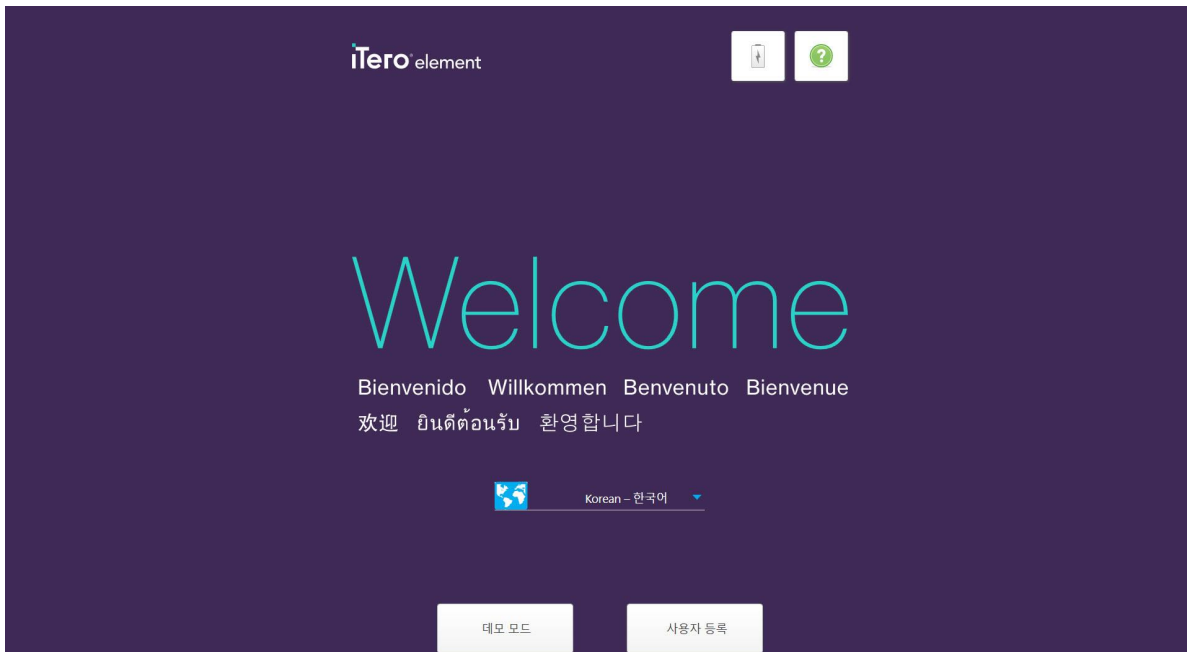 iTero® element
?
Welcome
Bienvenido Willkommen Benvenuto Bienvenue
欢迎 ยินดีต้อนรับ 환영합니다
Korean – 한국어
데모 모드 사용자 등록